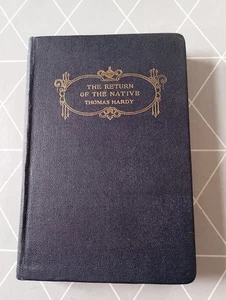 THE RETURN
OF THE NATIVE
THOMAS HARDY